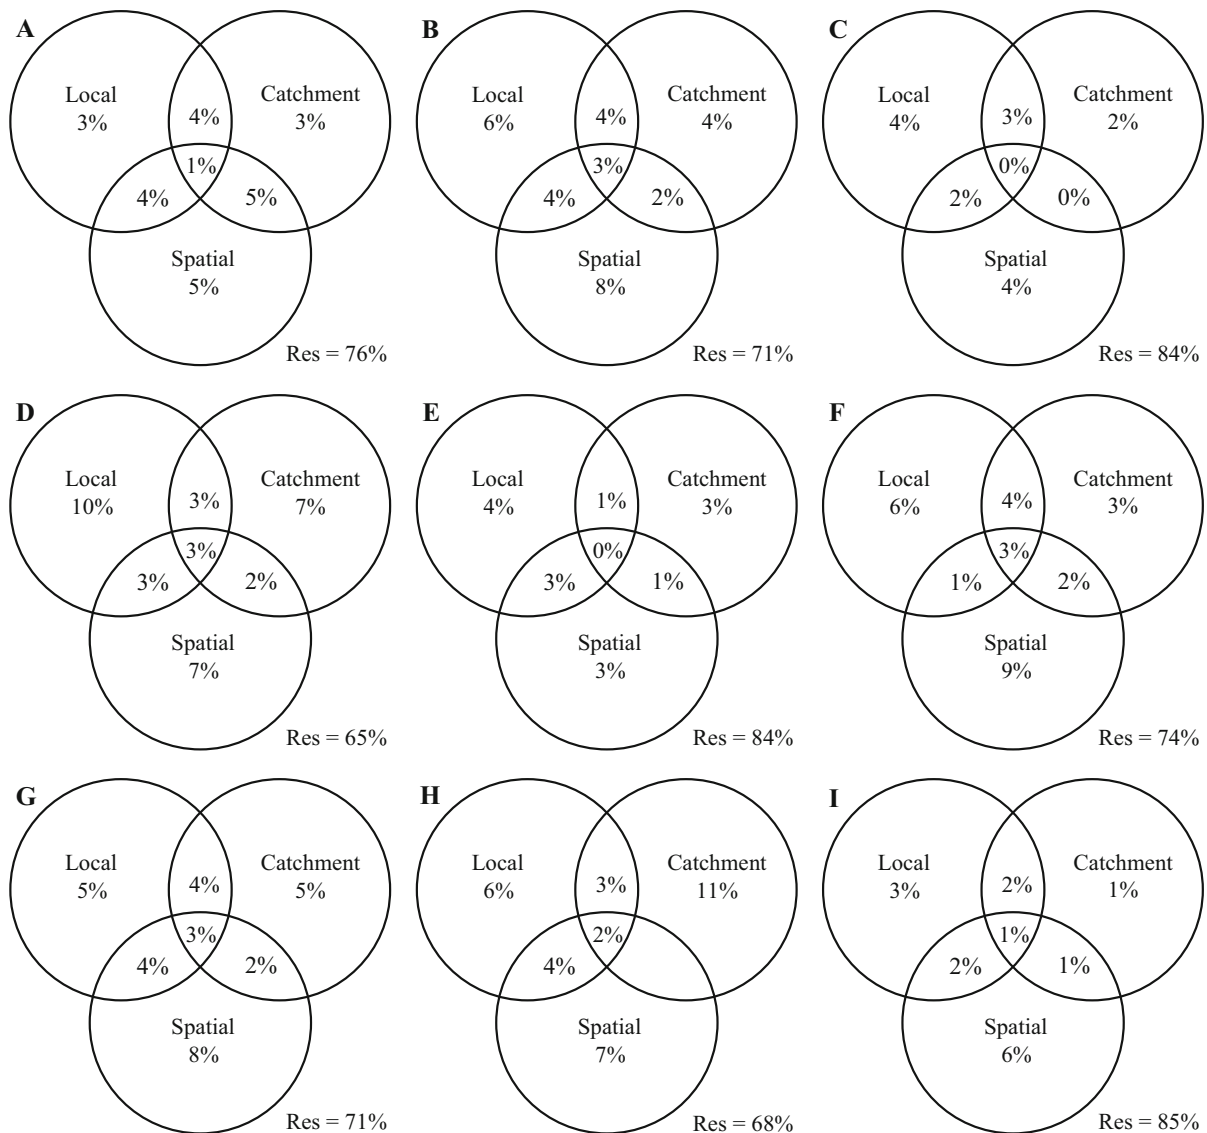 A
Local
3%
4%
Catchment
3%
1%
4%
5%
Spatial
5%
Res = 76%
B
Local
6%
4%
Catchment
4%
3%
4%
2%
Spatial
8%
Res = 71%
C
Local
4%
3%
Catchment
2%
0%
2%
0%
Spatial
4%
Res = 84%
D
Local
10%
3%
Catchment
7%
3%
3%
2%
Spatial
7%
Res = 65%
E
Local
4%
1%
Catchment
3%
0%
3%
1%
Spatial
3%
Res = 84%
F
Local
6%
4%
Catchment
3%
3%
1%
2%
Spatial
9%
Res = 74%
G
Local
5%
4%
Catchment
5%
3%
4%
2%
Spatial
8%
Res = 71%
H
Local
6%
3%
Catchment
11%
2%
4%
Spatial
7%
Res = 68%
I
Local
3%
2%
Catchment
1%
1%
2%
1%
Spatial
6%
Res = 85%